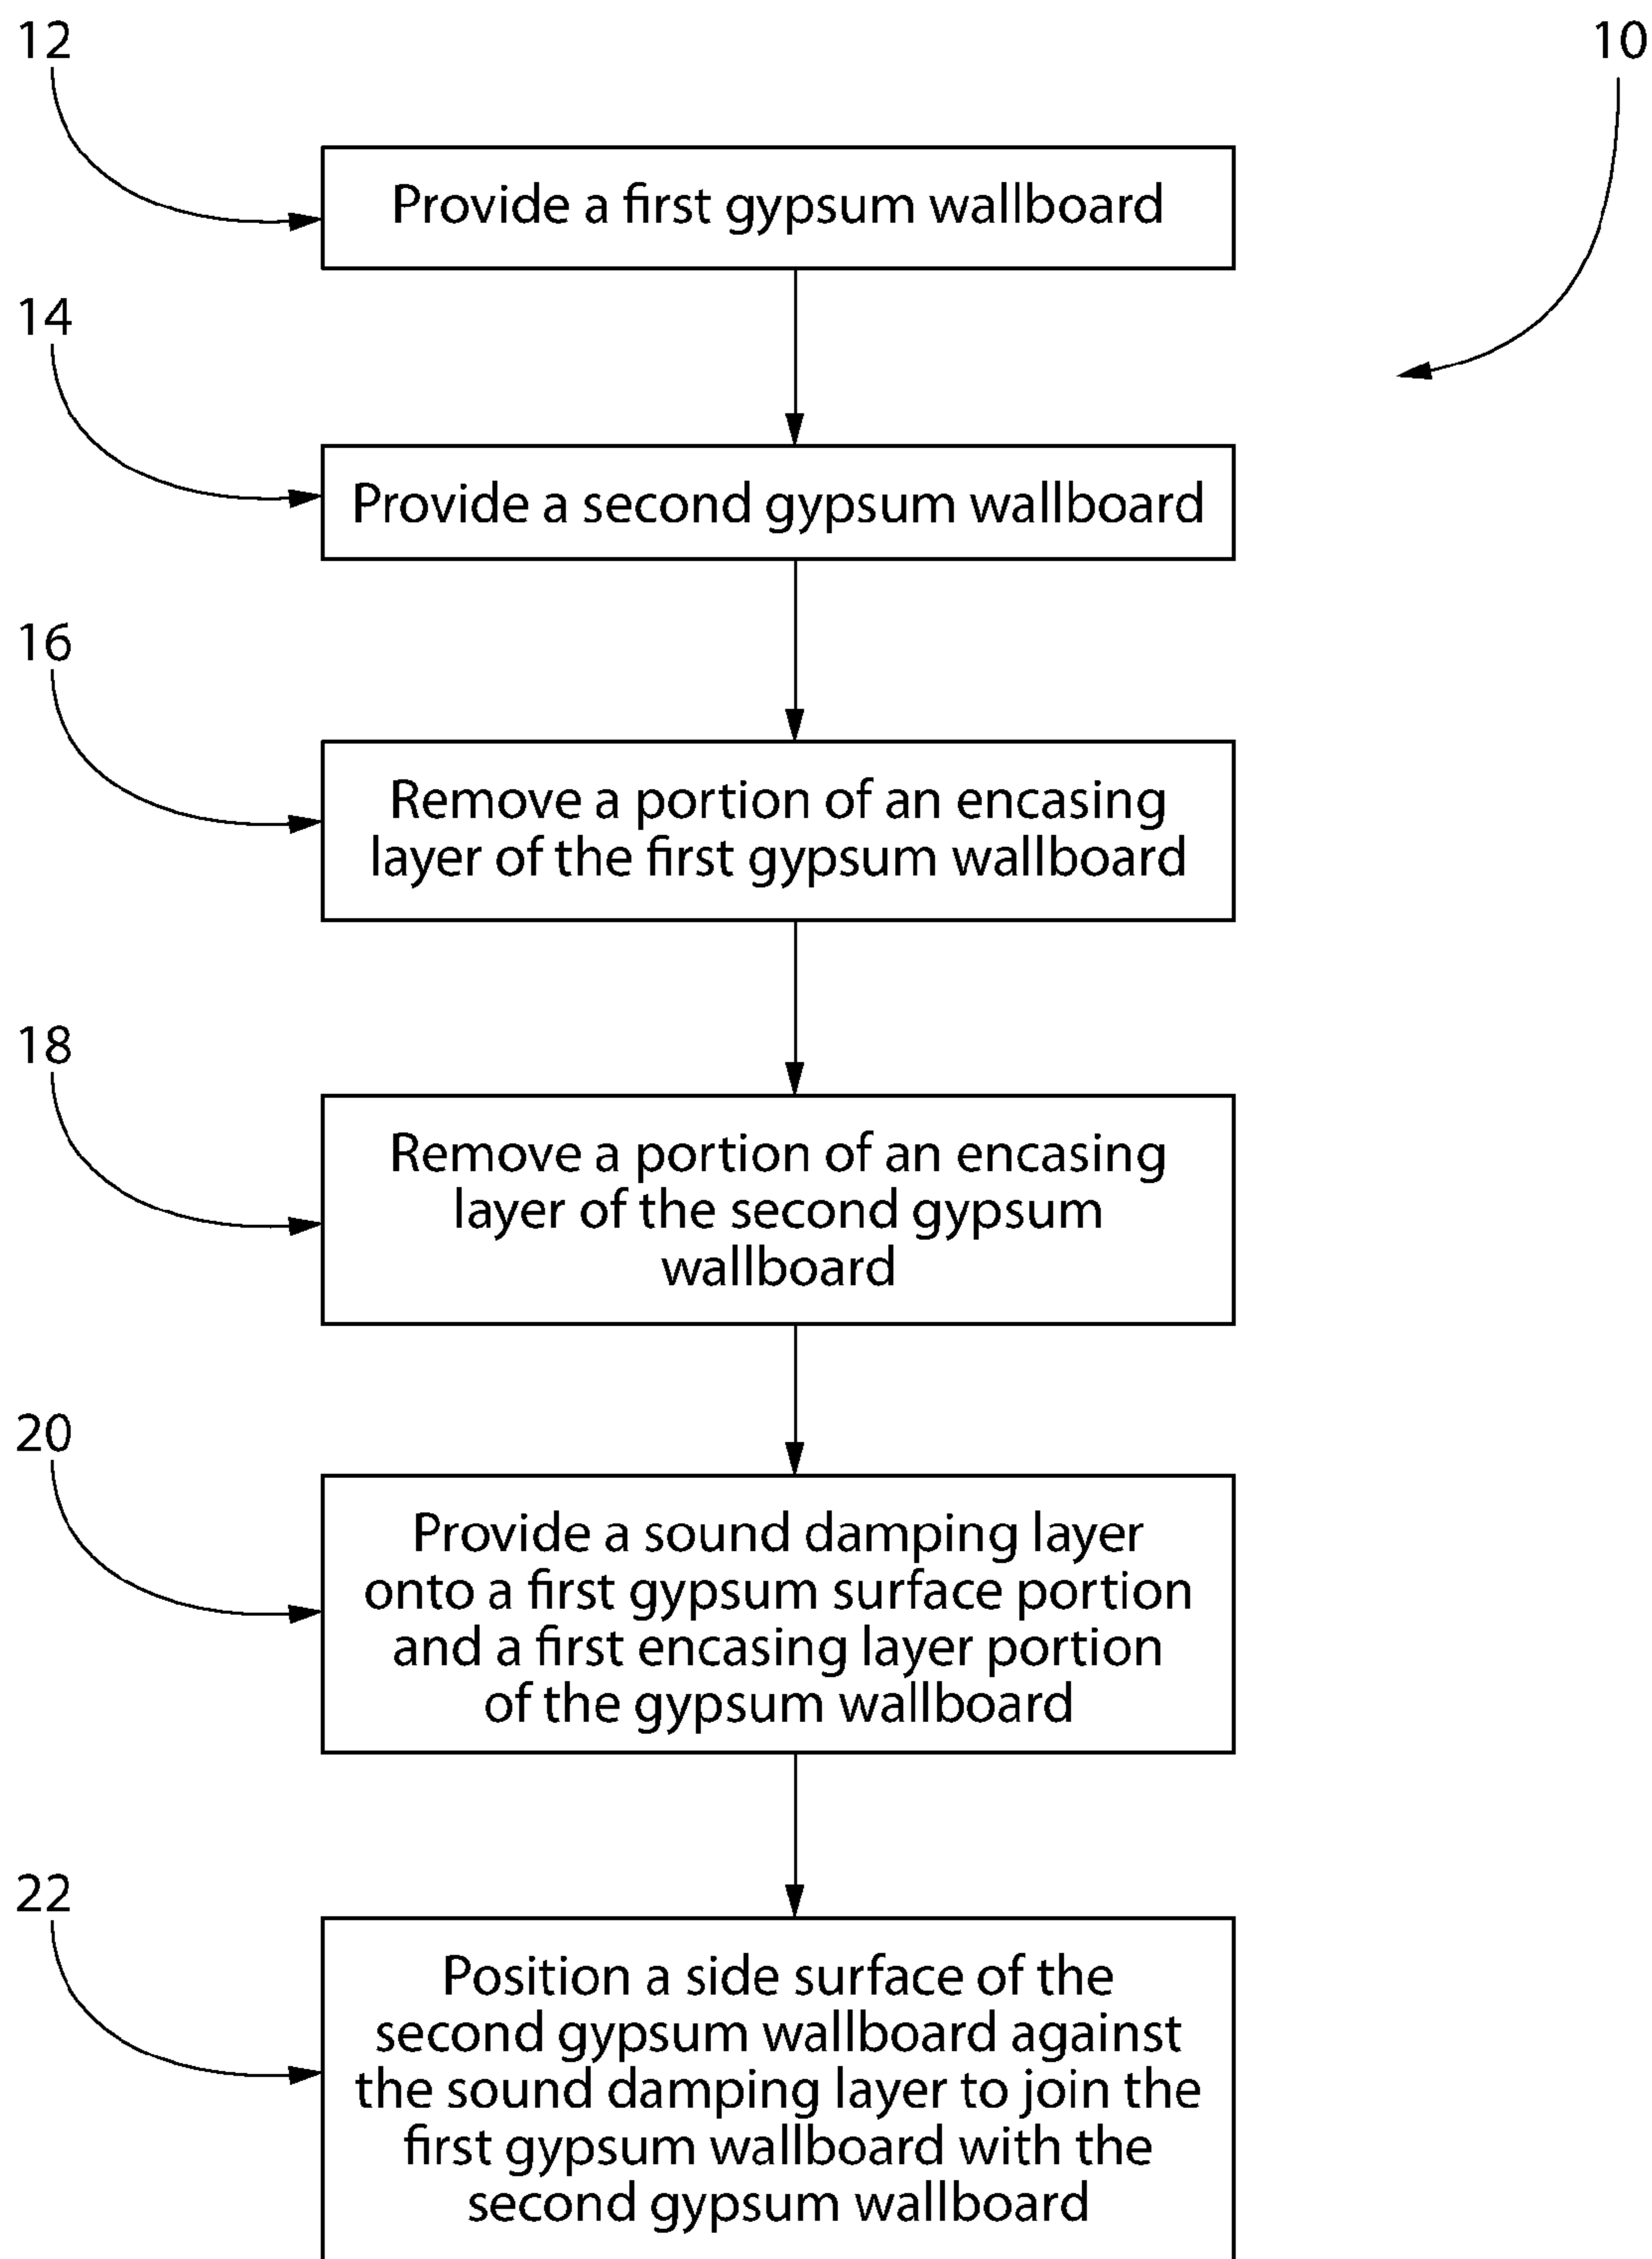 12
10
Provide a first gypsum wallboard
14
Provide a second gypsum wallboard
16
Remove a portion of an encasing
layer of the first gypsum wallboard
18
Remove a portion of an encasing
layer of the second gypsum
wallboard
20
Provide a sound damping layer
onto a first gypsum surface portion
and a first encasing layer portion
of the gypsum wallboard
22
Position a side surface of the
second gypsum wallboard against
the sound damping layer to join the
first gypsum wallboard with the
second gypsum wallboard